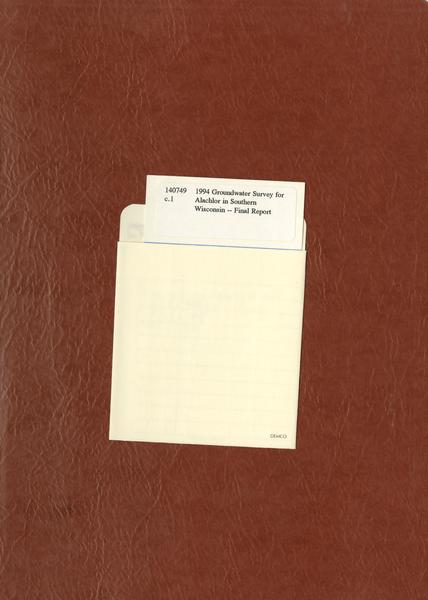 140749 1994 Groundwater Survey for
c.1 Alachlor in Southern
Wisconsin -- Final Report
DEMCO